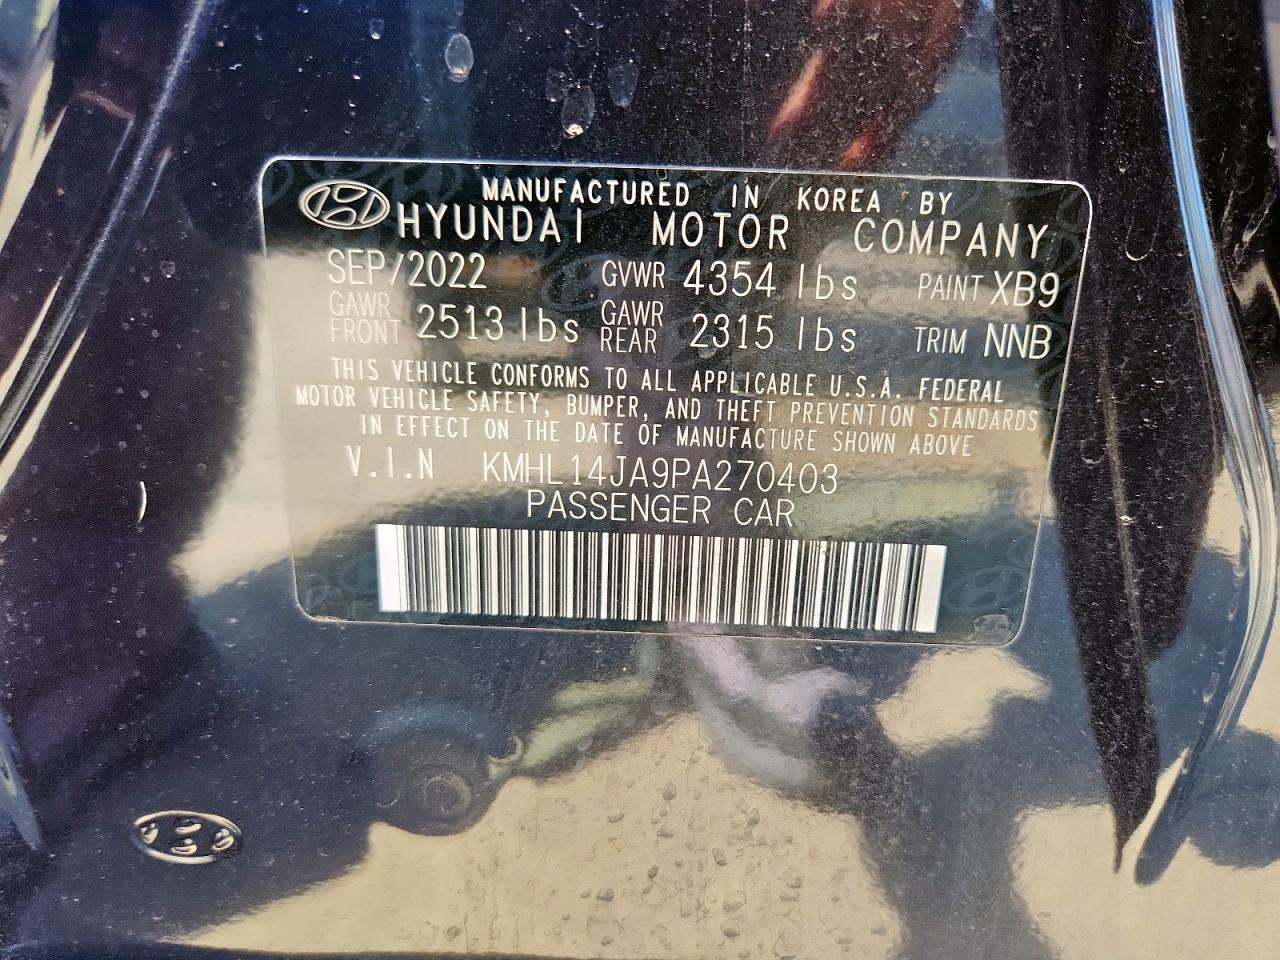 MANUFACTURED IN KOREA BY
HYUNDAI MOTOR COMPANY
SEP/2022 GVWR 4354 lbs PAINT XB9
GAWR FRONT 2513 lbs GAWR REAR 2315 lbs TRIM NNB
THIS VEHICLE CONFORMS TO ALL APPLICABLE U.S.A. FEDERAL
MOTOR VEHICLE SAFETY, BUMPER, AND THEFT PREVENTION STANDARDS
IN EFFECT ON THE DATE OF MANUFACTURE SHOWN ABOVE
V.I.N KMHL14JA9PA270403
PASSENGER CAR